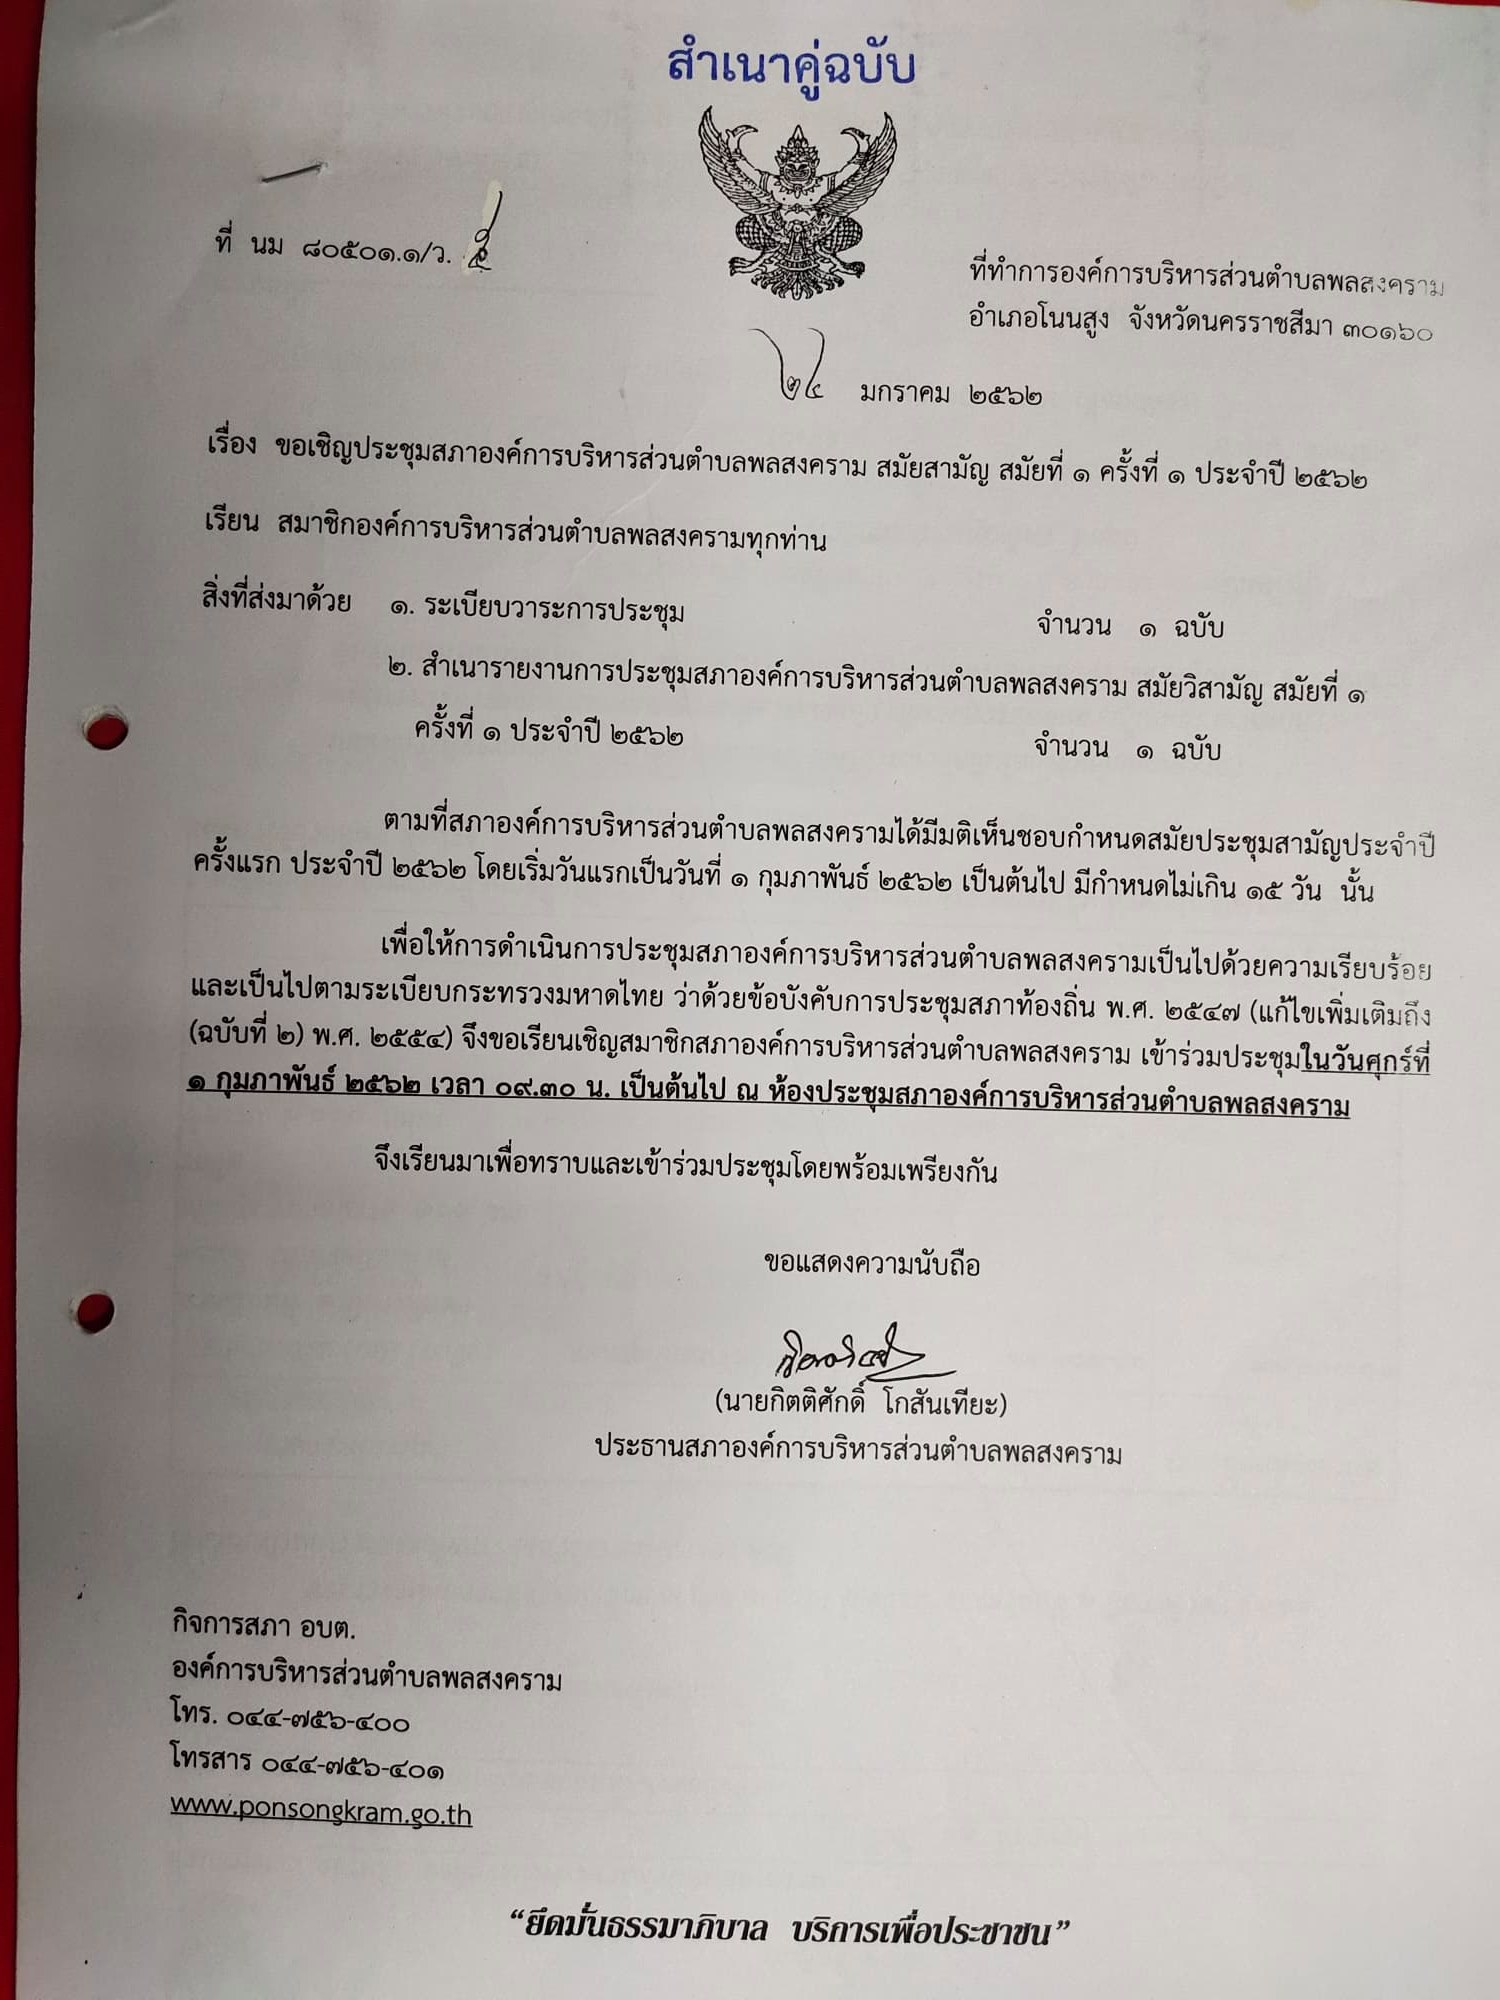 สำเนาคู่ฉบับ
ที่ นม ๘๐๕๐๑.๑/ว.
ที่ทำการองค์การบริหารส่วนตำบลพลสงคราม
อำเภอโนนสูง จังหวัดนครราชสีมา ๓๐๑๖๐
๒๔ มกราคม ๒๕๖๒
เรื่อง ขอเชิญประชุมสภาองค์การบริหารส่วนตำบลพลสงคราม สมัยสามัญ สมัยที่ ๑ ครั้งที่ ๑ ประจำปี ๒๕๖๒
เรียน สมาชิกองค์การบริหารส่วนตำบลพลสงครามทุกท่าน
สิ่งที่ส่งมาด้วย ๑. ระเบียบวาระการประชุม จำนวน ๑ ฉบับ
๒. สำเนารายงานการประชุมสภาองค์การบริหารส่วนตำบลพลสงคราม สมัยวิสามัญ สมัยที่ ๑
ครั้งที่ ๑ ประจำปี ๒๕๖๒ จำนวน ๑ ฉบับ
ตามที่สภาองค์การบริหารส่วนตำบลพลสงครามได้มีมติเห็นชอบกำหนดสมัยประชุมสามัญประจำปี
ครั้งแรก ประจำปี ๒๕๖๒ โดยเริ่มวันแรกเป็นวันที่ ๑ กุมภาพันธ์ ๒๕๖๒ เป็นต้นไป มีกำหนดไม่เกิน ๑๕ วัน นั้น
เพื่อให้การดำเนินการประชุมสภาองค์การบริหารส่วนตำบลพลสงครามเป็นไปด้วยความเรียบร้อย
และเป็นไปตามระเบียบกระทรวงมหาดไทย ว่าด้วยข้อบังคับการประชุมสภาท้องถิ่น พ.ศ. ๒๕๔๗ (แก้ไขเพิ่มเติมถึง
(ฉบับที่ ๒) พ.ศ. ๒๕๕๔) จึงขอเรียนเชิญสมาชิกสภาองค์การบริหารส่วนตำบลพลสงคราม เข้าร่วมประชุมในวันศุกร์ที่
๑ กุมภาพันธ์ ๒๕๖๒ เวลา ๐๙.๓๐ น. เป็นต้นไป ณ ห้องประชุมสภาองค์การบริหารส่วนตำบลพลสงคราม
จึงเรียนมาเพื่อทราบและเข้าร่วมประชุมโดยพร้อมเพรียงกัน
ขอแสดงความนับถือ
(นายกิตติศักดิ์ โกสันเทียะ)
ประธานสภาองค์การบริหารส่วนตำบลพลสงคราม
กิจการสภา อบต.
องค์การบริหารส่วนตำบลพลสงคราม
โทร. ๐๔๔-๗๕๖-๔๐๐
โทรสาร ๐๔๔-๗๕๖-๔๐๑
www.ponsongkram.go.th
“ยึดมั่นธรรมาภิบาล บริการเพื่อประชาชน”